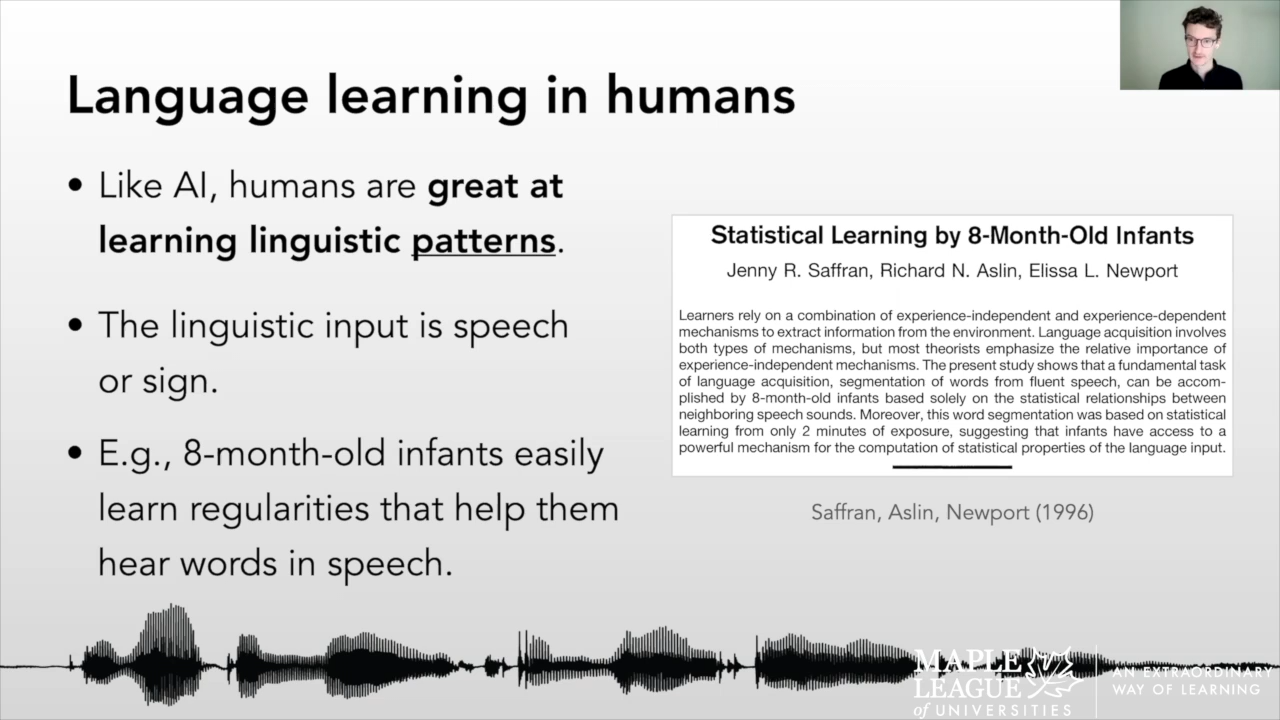 Language learning in humans
• Like AI, humans are great at
learning linguistic patterns.
• The linguistic input is speech
or sign.
• E.g., 8-month-old infants easily
learn regularities that help them
hear words in speech.
Statistical Learning by 8-Month-Old Infants
Jenny R. Saffran, Richard N. Aslin, Elissa L. Newport
Learners rely on a combination of experience-independent and experience-dependent
mechanisms to extract information from the environment. Language acquisition involves
both types of mechanisms, but most theorists emphasize the relative importance of
experience-independent mechanisms. The present study shows that a fundamental task
of language acquisition, segmentation of words from fluent speech, can be accom-
plished by 8-month-old infants based solely on the statistical relationships between
neighboring speech sounds. Moreover, this word segmentation was based on statistical
learning from only 2 minutes of exposure, suggesting that infants have access to a
powerful mechanism for the computation of statistical properties of the language input.
Saffran, Aslin, Newport (1996)
MAPLE
LEAGUE
of UNIVERSITIES
AN EXTRAORDINARY
WAY OF LEARNING